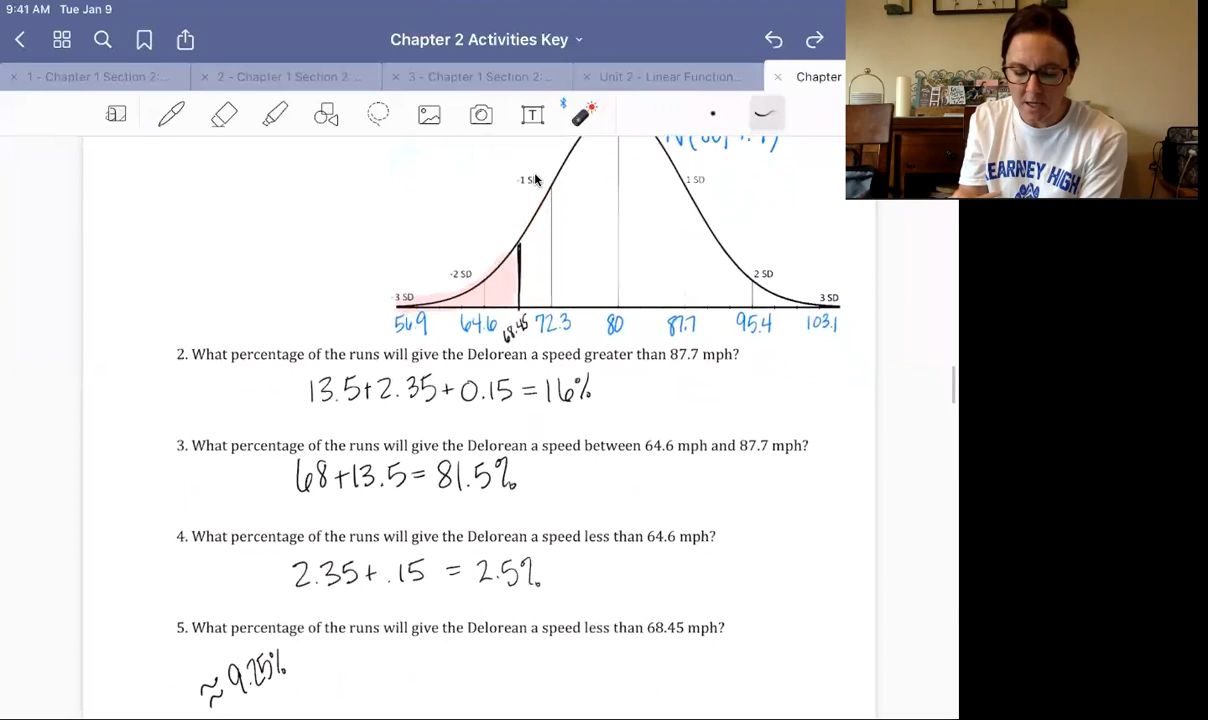 9:41 AM Tue Jan 9
Chapter 2 Activities Key
1 - Chapter 1 Section 2:...
2 - Chapter 1 Section 2...
3 - Chapter 1 Section 2:...
Unit 2 - Linear Function...
Chapter
T
-1 SD
1 SD
-2 SD
2 SD
3 SD
3 SD
56.9 64.6 68.45 72.3 80 87.7 95.4 103.1
EARNEY HIGH
2. What percentage of the runs will give the Delorean a speed greater than 87.7 mph?
13.5+2.35+0.15=16%
3. What percentage of the runs will give the Delorean a speed between 64.6 mph and 87.7 mph?
68+13.5=81.5%
4. What percentage of the runs will give the Delorean a speed less than 64.6 mph?
2.35+.15 = 2.5%
5. What percentage of the runs will give the Delorean a speed less than 68.45 mph?
≈9.25%